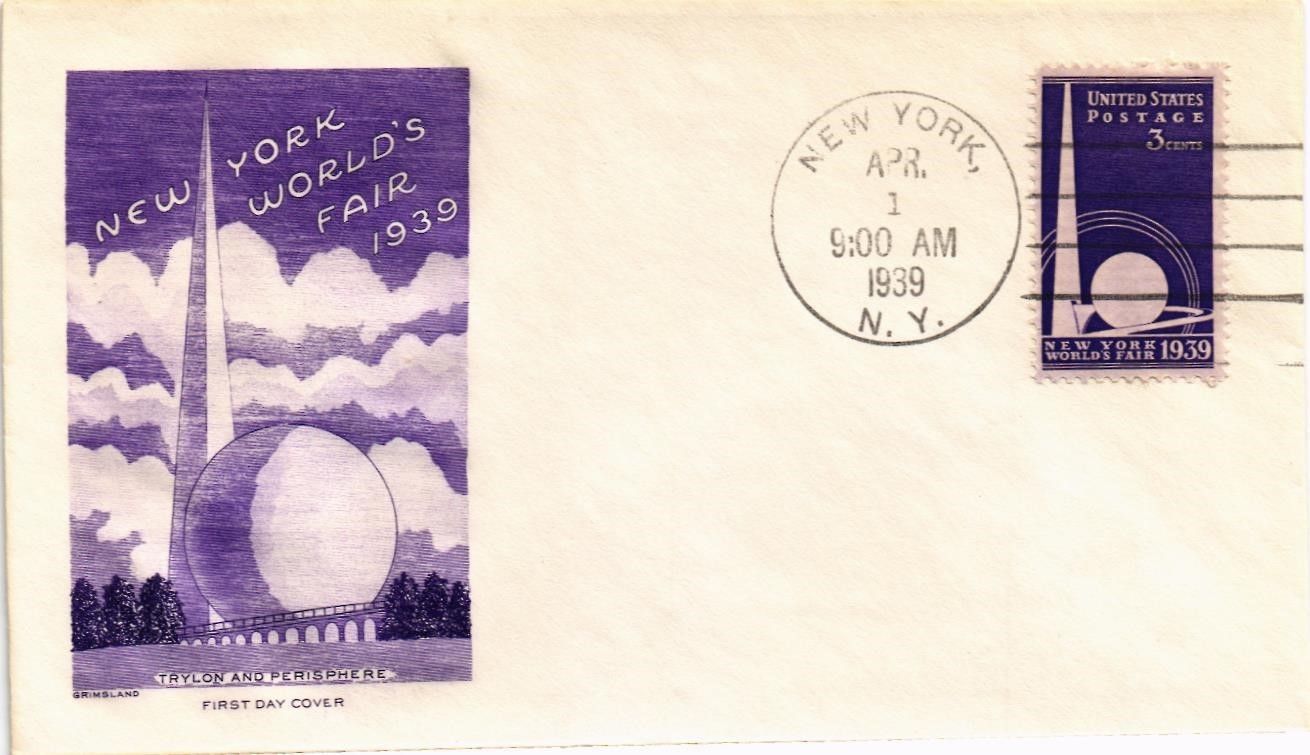 NEW YORK
WORLD'S
FAIR
1939
TRYLON AND PERISPHERE
GRIMSLAND
FIRST DAY COVER
NEW YORK,
APR.
1
9:00 AM
1939
N. Y.
UNITED STATES
POSTAGE
3 CENTS
NEW YORK
WORLD'S FAIR 1939